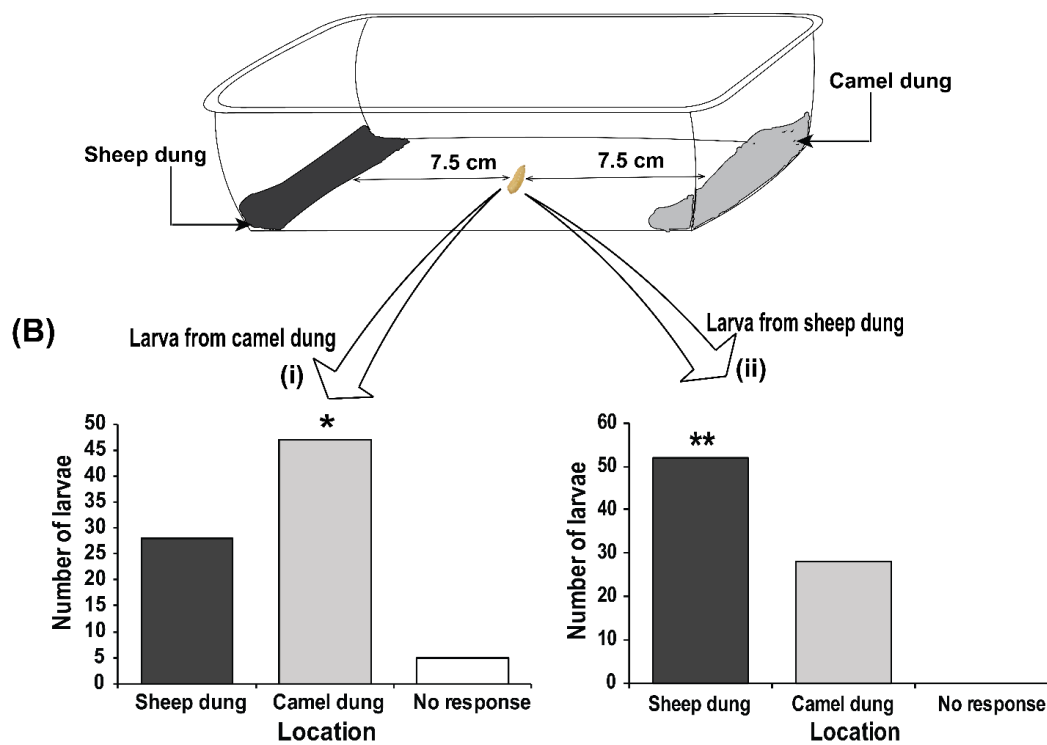 Camel dung
Sheep dung
7.5 cm
7.5 cm
(B)
Larva from camel dung
Larva from sheep dung
(i)
(ii)
*
50
45
40
35
30
25
20
15
10
5
0
Number of larvae
Sheep dung
Camel dung
No response
Location
**
60
50
40
30
20
10
0
Number of larvae
Sheep dung
Camel dung
No response
Location